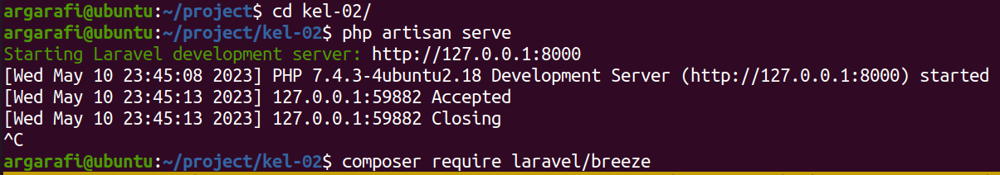 argarafi@ubuntu:~/project$ cd kel-02/
argarafi@ubuntu:~/project/kel-02$ php artisan serve
Starting Laravel development server: http://127.0.0.1:8000
[Wed May 10 23:45:08 2023] PHP 7.4.3-4ubuntu2.18 Development Server (http://127.0.0.1:8000) started
[Wed May 10 23:45:13 2023] 127.0.0.1:59882 Accepted
[Wed May 10 23:45:13 2023] 127.0.0.1:59882 Closing
^C
argarafi@ubuntu:~/project/kel-02$ composer require laravel/breeze